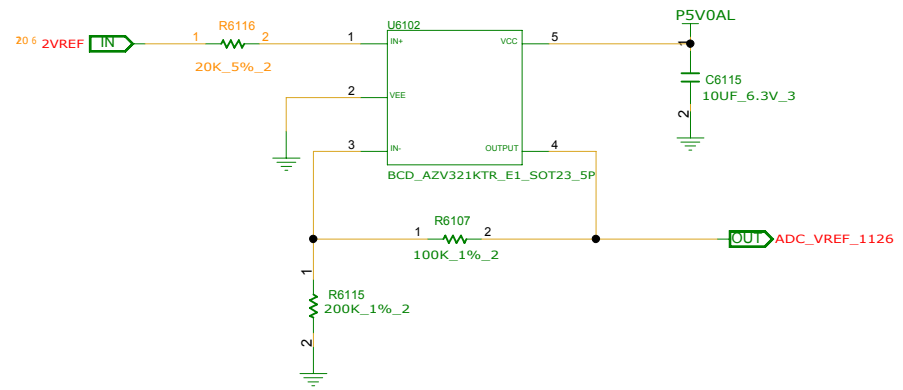 P5V0AL
R6116
U6102
20 6 2VREF IN 1 2 1 IN+ VCC 5 1
20K_5%_2
C6115
10UF_6.3V_3
2 VEE 2
3 IN- OUTPUT 4
BCD_AZV321KTR_E1_SOT23_5P
R6107
1 2 OUT ADC_VREF_1126
100K_1%_2
1
R6115
200K_1%_2
2